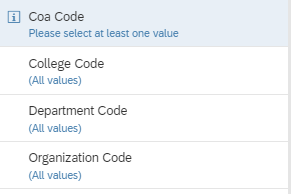 Coa Code
Please select at least one value
College Code
(All values)
Department Code
(All values)
Organization Code
(All values)